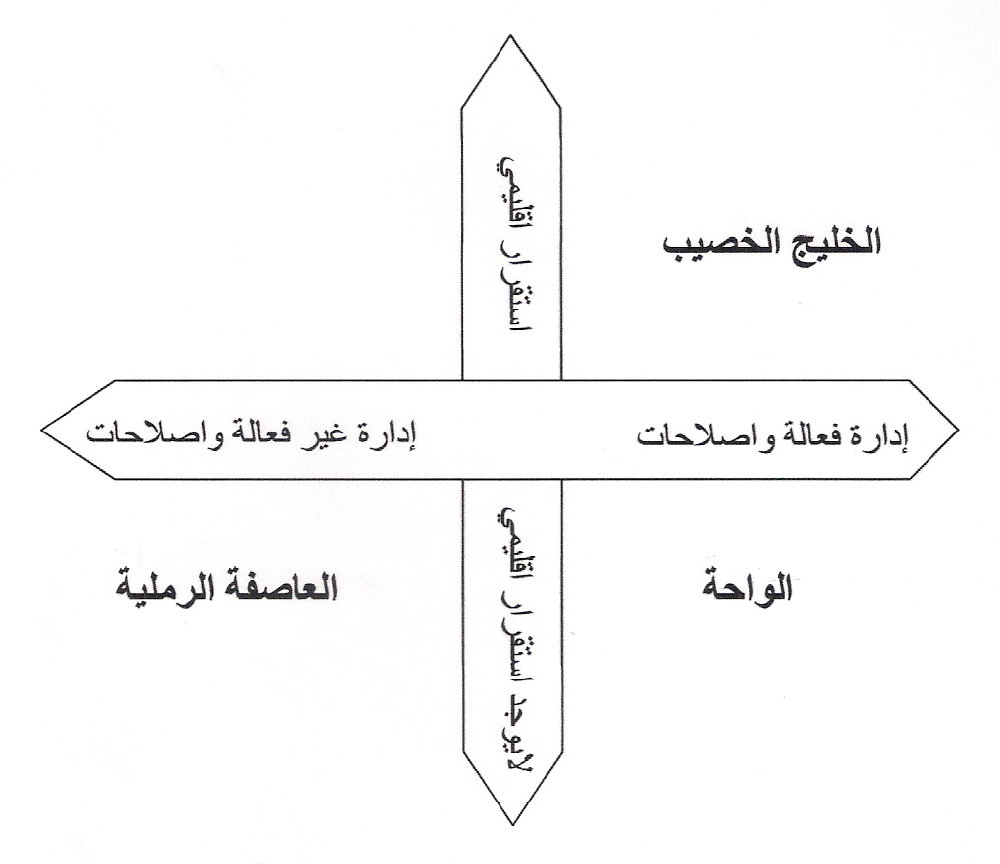 استقرار اقليمي
الخليج الخصيب
إدارة فعالة واصلاحات
إدارة غير فعالة واصلاحات
لايوجد استقرار اقليمي
الواحة
العاصفة الرملية